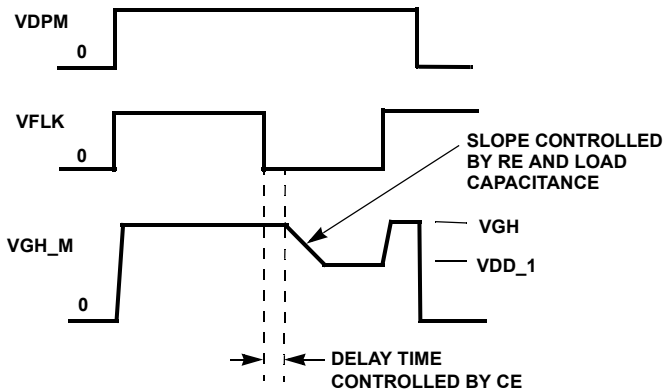 VDPM
0
VFLK
0
SLOPE CONTROLLED
BY RE AND LOAD
CAPACITANCE
VGH_M
VGH
VDD_1
0
DELAY TIME
CONTROLLED BY CE